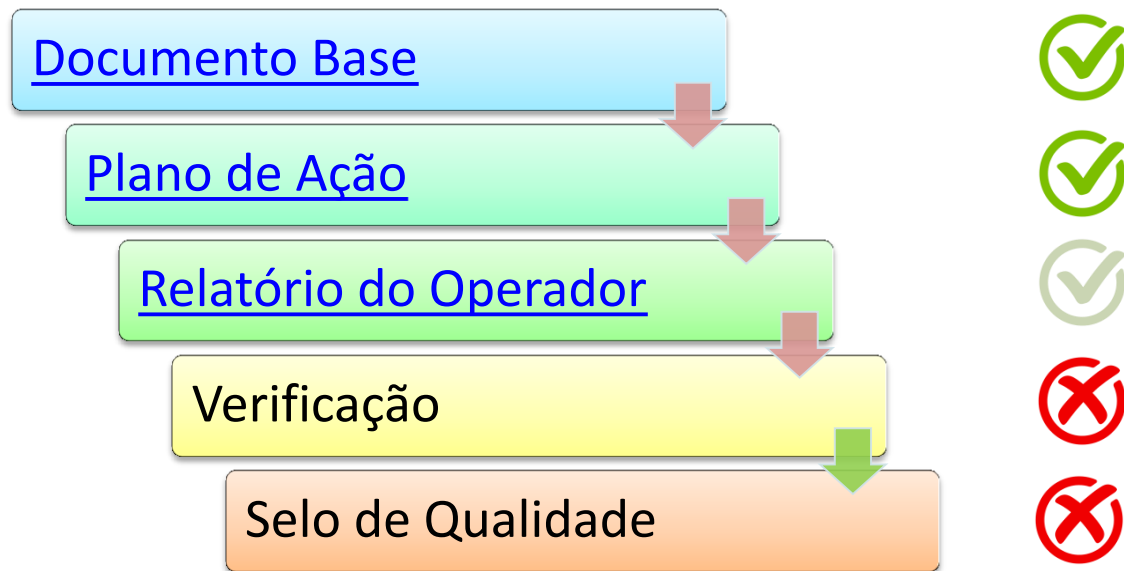 Documento Base
Plano de Ação
Relatório do Operador
Verificação
Selo de Qualidade